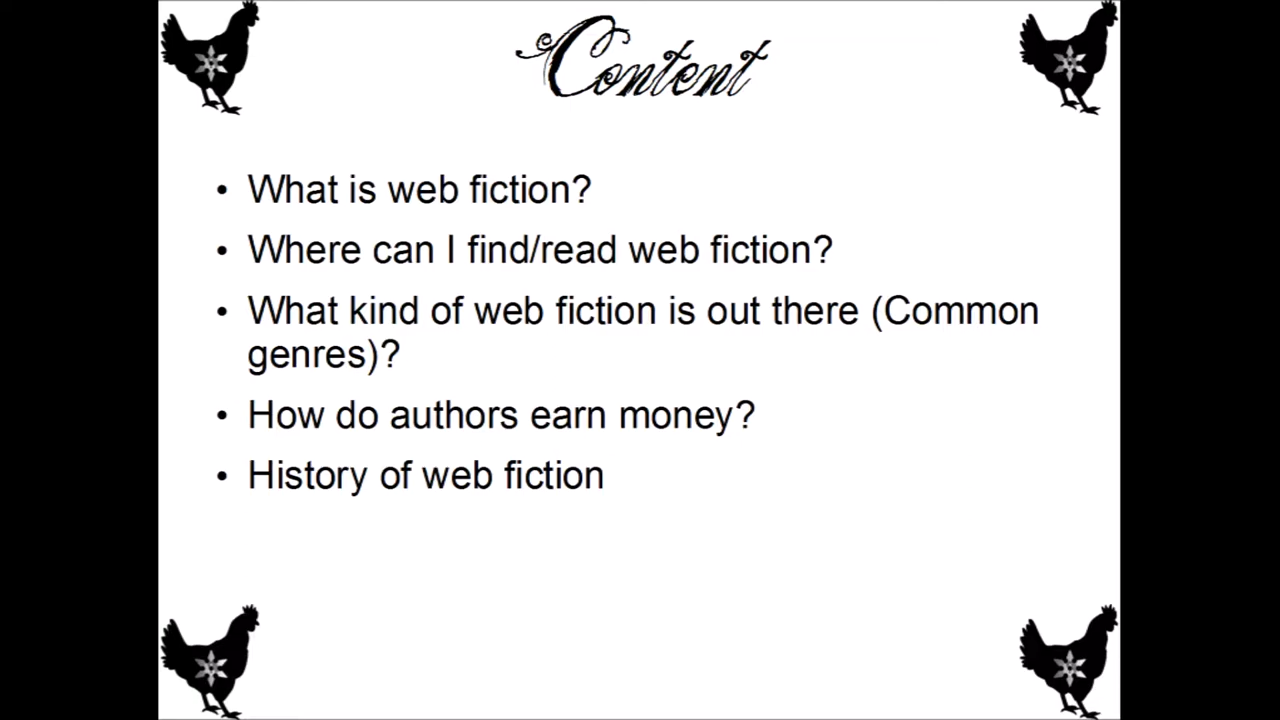 Content
• What is web fiction?
• Where can I find/read web fiction?
• What kind of web fiction is out there (Common
genres)?
• How do authors earn money?
• History of web fiction